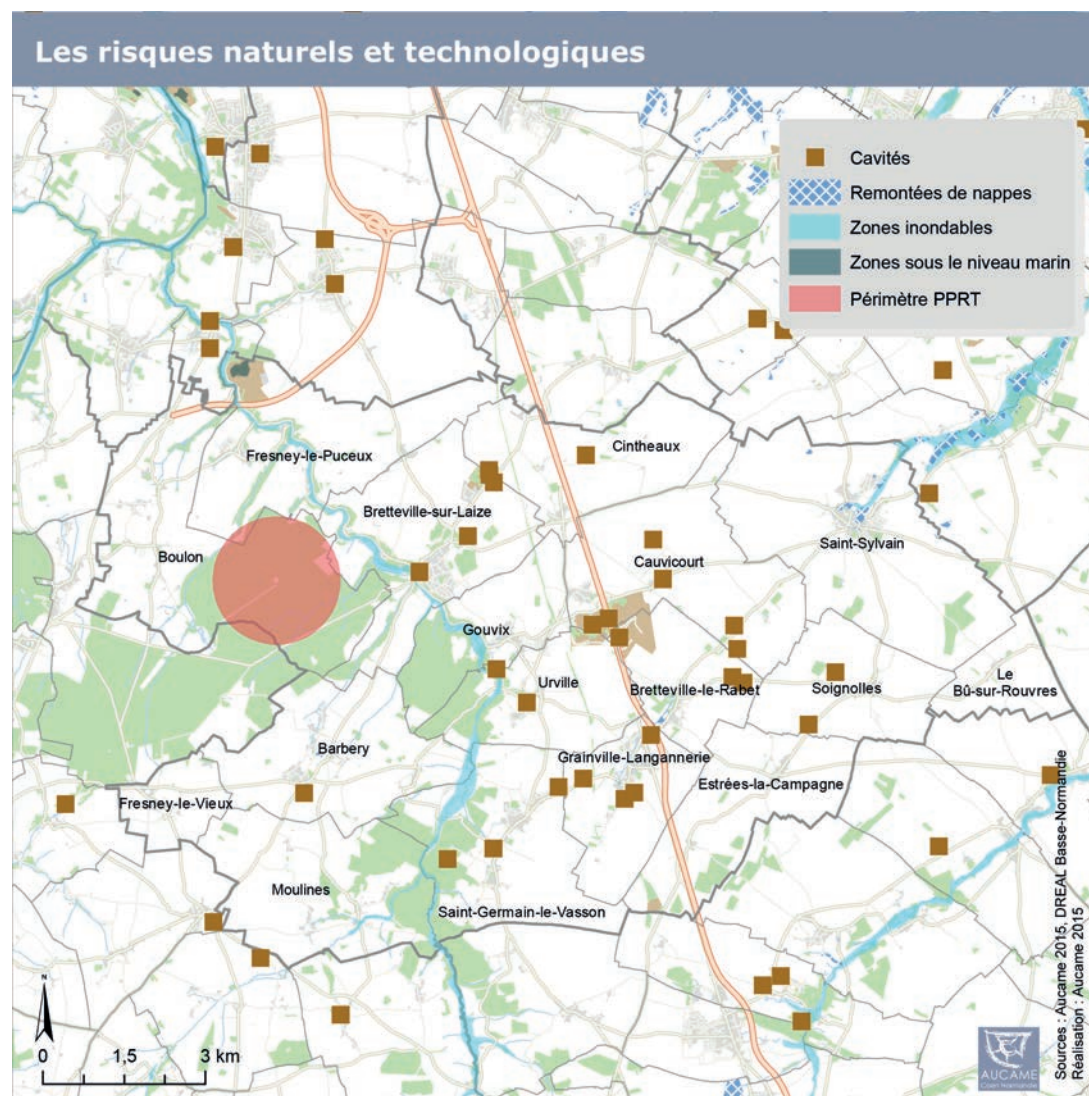 Les risques naturels et technologiques
Cavités
Remontées de nappes
Zones inondables
Zones sous le niveau marin
Périmètre PPRT
Cintheaux
Fresney-le-Puceux
Bretteville-sur-Laize
Saint-Sylvain
Boulon
Cauvicourt
Gouvix
Le
Bû-sur-Rouvres
Urville
Bretteville-le-Rabet
Soignolles
Barbery
Grainville-Langannerie
Estrées-la-Campagne
Fresney-le-Vieux
Moulines
Saint-Germain-le-Vasson
N
0 1,5 3 km
AUCAME
Caen Normandie
Sources : Aucame 2015, DREAL Basse-Normandie
Réalisation : Aucame 2015